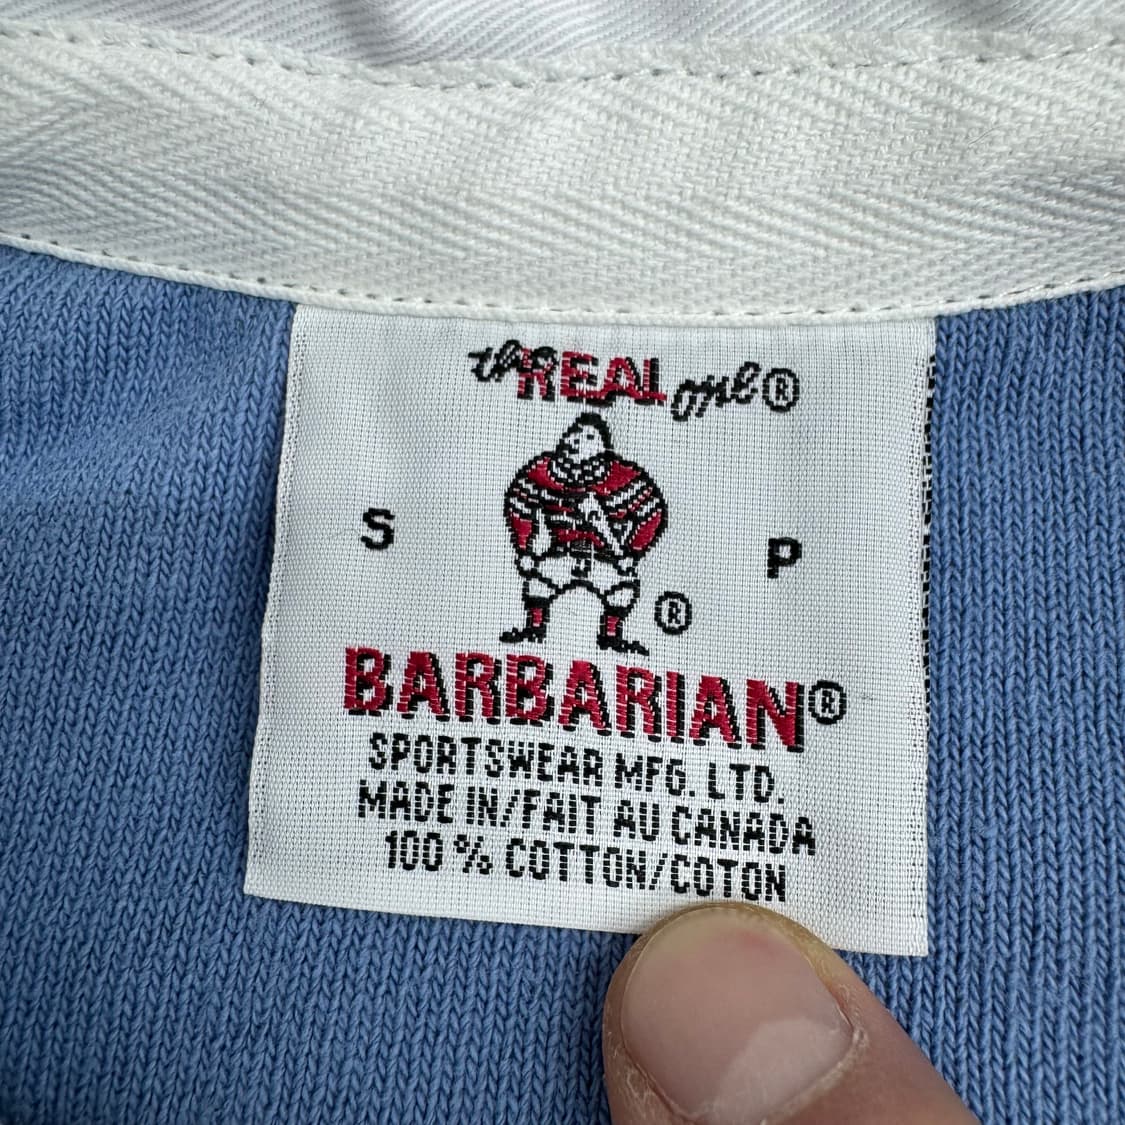 the REAL one®
S P
®
BARBARIAN®
SPORTSWEAR MFG. LTD.
MADE IN/FAIT AU CANADA
100 % COTTON/COTON